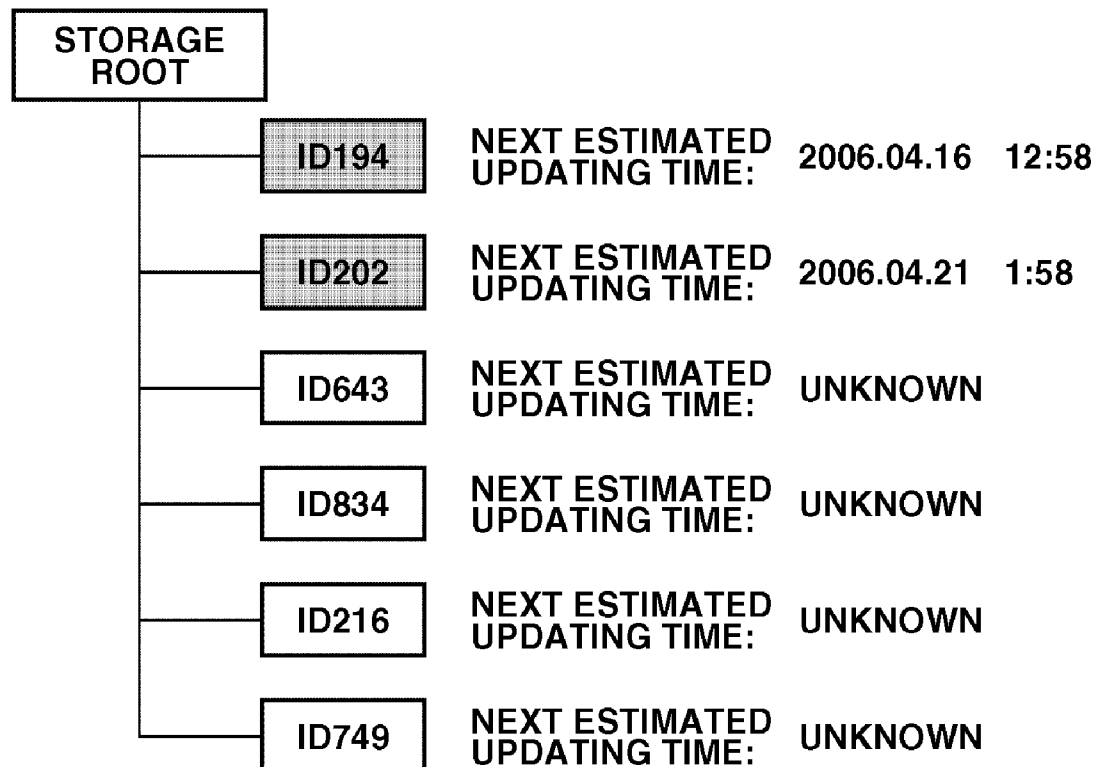 STORAGE
ROOT
ID194 NEXT ESTIMATED
UPDATING TIME: 2006.04.16 12:58
ID202 NEXT ESTIMATED
UPDATING TIME: 2006.04.21 1:58
ID643 NEXT ESTIMATED
UPDATING TIME: UNKNOWN
ID834 NEXT ESTIMATED
UPDATING TIME: UNKNOWN
ID216 NEXT ESTIMATED
UPDATING TIME: UNKNOWN
ID749 NEXT ESTIMATED
UPDATING TIME: UNKNOWN